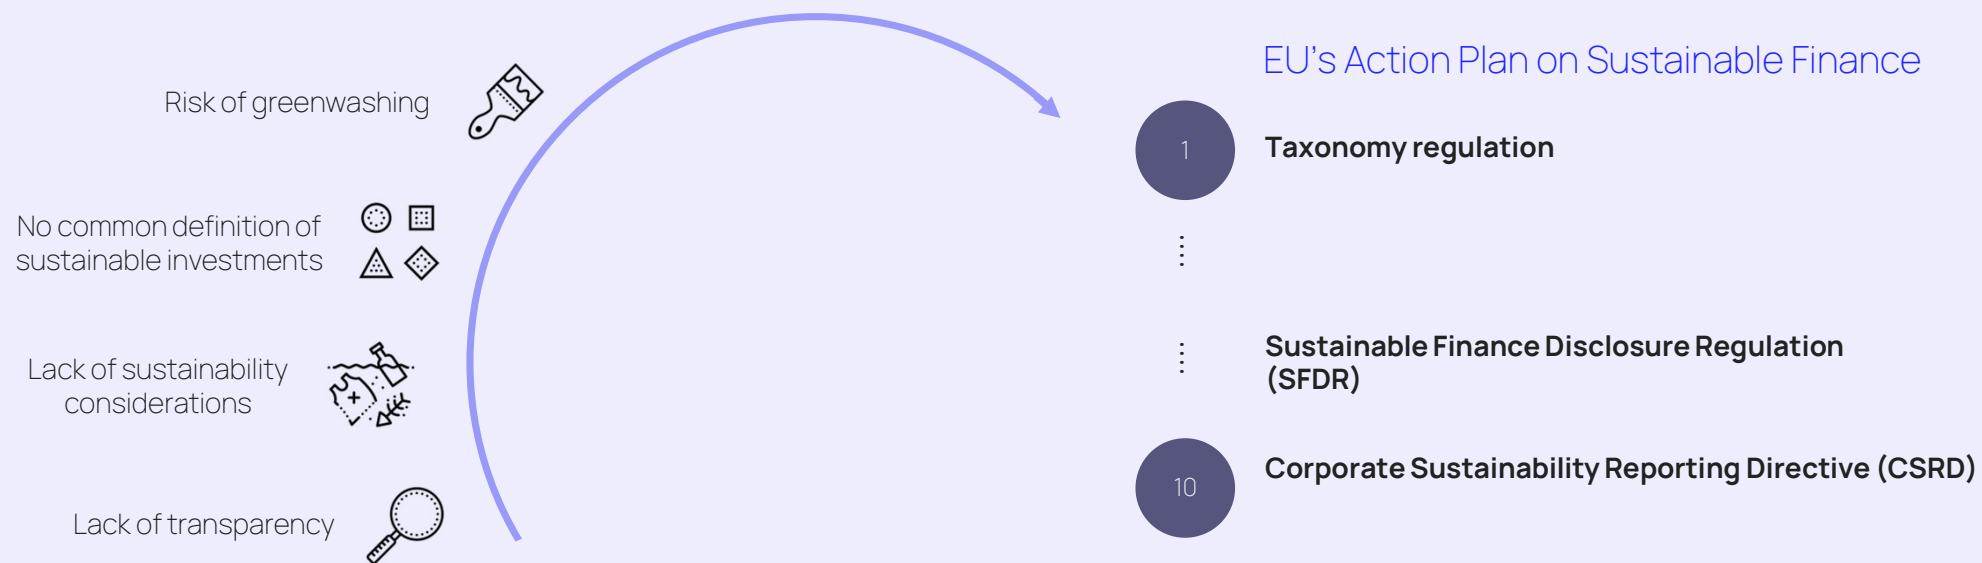 Risk of greenwashing
No common definition of
sustainable investments
Lack of sustainability
considerations
Lack of transparency
EU's Action Plan on Sustainable Finance
1
Taxonomy regulation
Sustainable Finance Disclosure Regulation
(SFDR)
10
Corporate Sustainability Reporting Directive (CSRD)